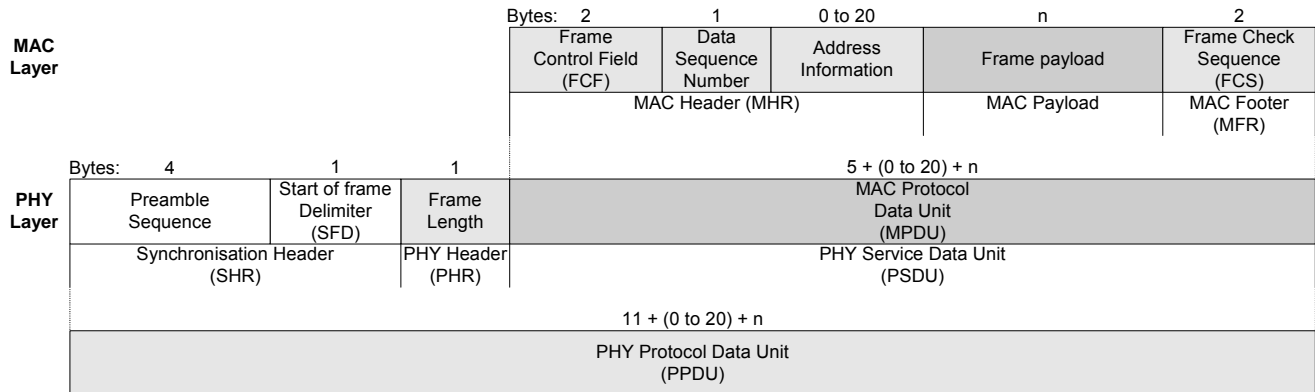 Bytes: 2 1 0 to 20 n 2
MAC
Layer
Frame
Control Field
(FCF)
Data
Sequence
Number
Address
Information
Frame payload
Frame Check
Sequence
(FCS)
MAC Header (MHR)
MAC Payload
MAC Footer
(MFR)
Bytes: 4 1 1 5 + (0 to 20) + n
PHY
Layer
Preamble
Sequence
Start of frame
Delimiter
(SFD)
Frame
Length
MAC Protocol
Data Unit
(MPDU)
Synchronisation Header
(SHR)
PHY Header
(PHR)
PHY Service Data Unit
(PSDU)
11 + (0 to 20) + n
PHY Protocol Data Unit
(PPDU)